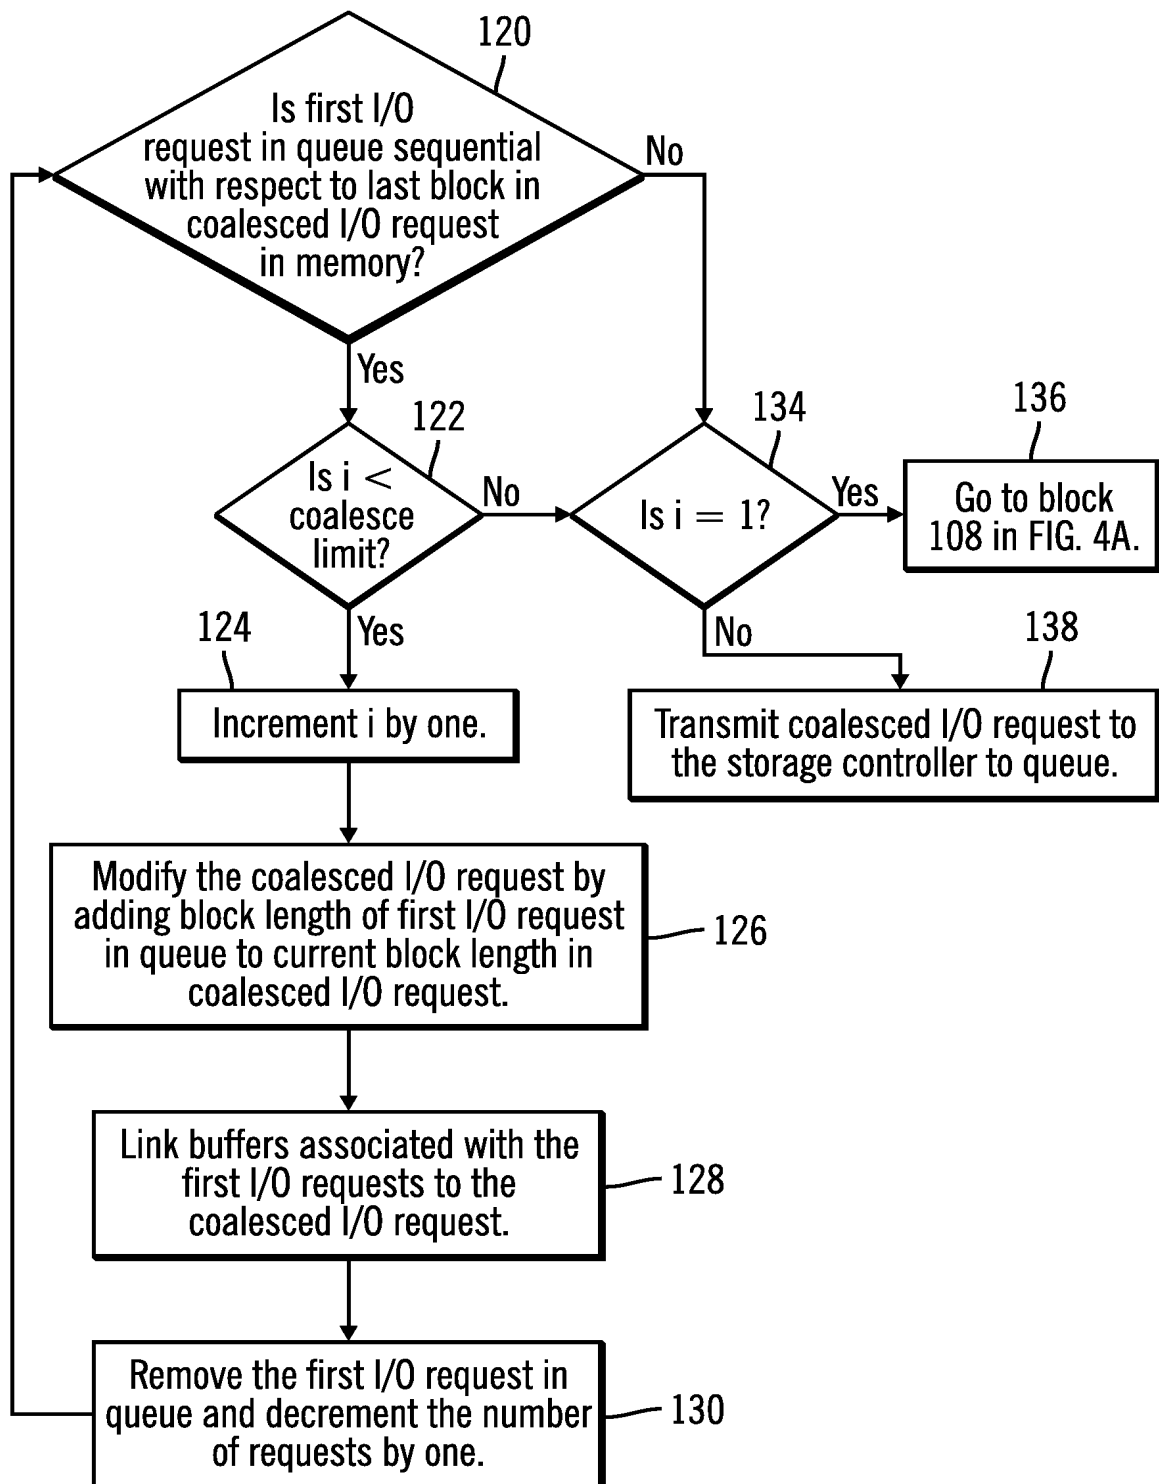 120
Is first I/O
request in queue sequential
with respect to last block in
coalesced I/O request
in memory?
No
Yes
122
Is i <
coalesce
limit?
No
134
Is i = 1?
Yes
136
Go to block
108 in FIG. 4A.
Yes
No
124
Increment i by one.
138
Transmit coalesced I/O request to
the storage controller to queue.
Modify the coalesced I/O request by
adding block length of first I/O request
in queue to current block length in
coalesced I/O request.
126
Link buffers associated with the
first I/O requests to the
coalesced I/O request.
128
Remove the first I/O request in
queue and decrement the number
of requests by one.
130